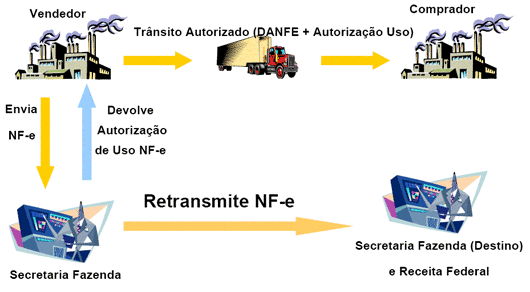 Vendedor
Comprador
Trânsito Autorizado (DANFE + Autorização Uso)
Envia
NF-e
Devolve
Autorização
de Uso NF-e
Retransmite NF-e
Secretaria Fazenda
Secretaria Fazenda (Destino)
e Receita Federal